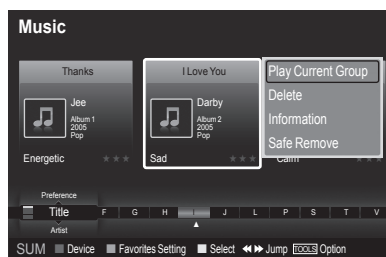 Music
Thanks
Jee
Album 1
2005
Pop
Energetic
I Love You
Darby
Album 2
2005
Pop
Sad
Play Current Group
Delete
Information
Safe Remove
Calm
Preference
Title F G H I J L P S T V
Artist
SUM Device Favorites Setting Select Jump TOOLS Option